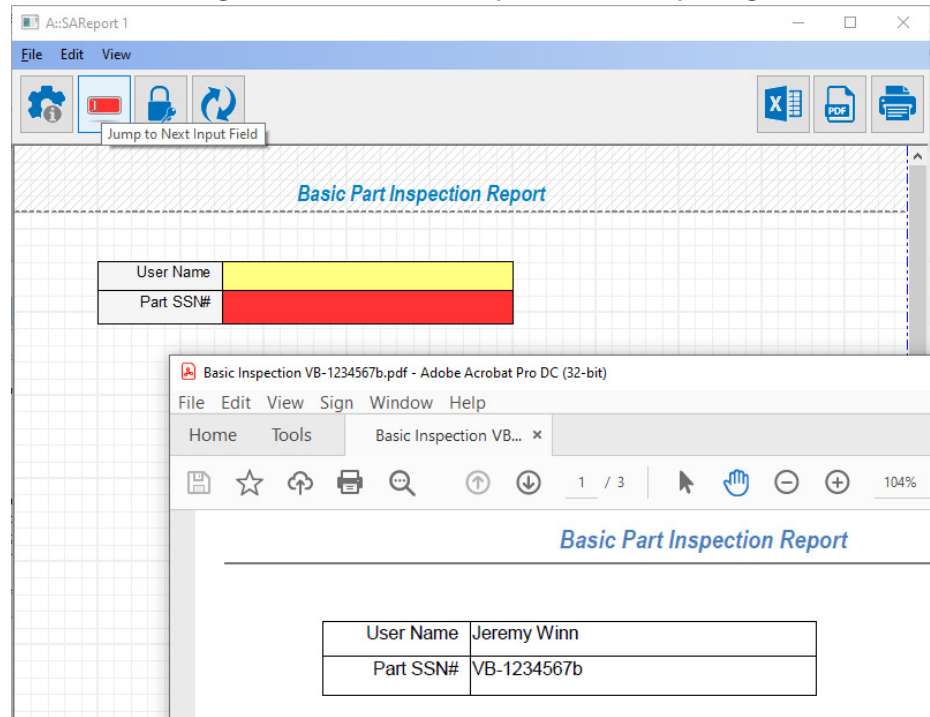 A::SAReport 1
File Edit View
Jump to Next Input Field
PDF
Basic Part Inspection Report
User Name
Part SSN#
Basic Inspection VB-1234567b.pdf - Adobe Acrobat Pro DC (32-bit)
File Edit View Sign Window Help
Home Tools Basic Inspection VB... ×
1 / 3 104%
Basic Part Inspection Report
User Name Jeremy Winn
Part SSN# VB-1234567b